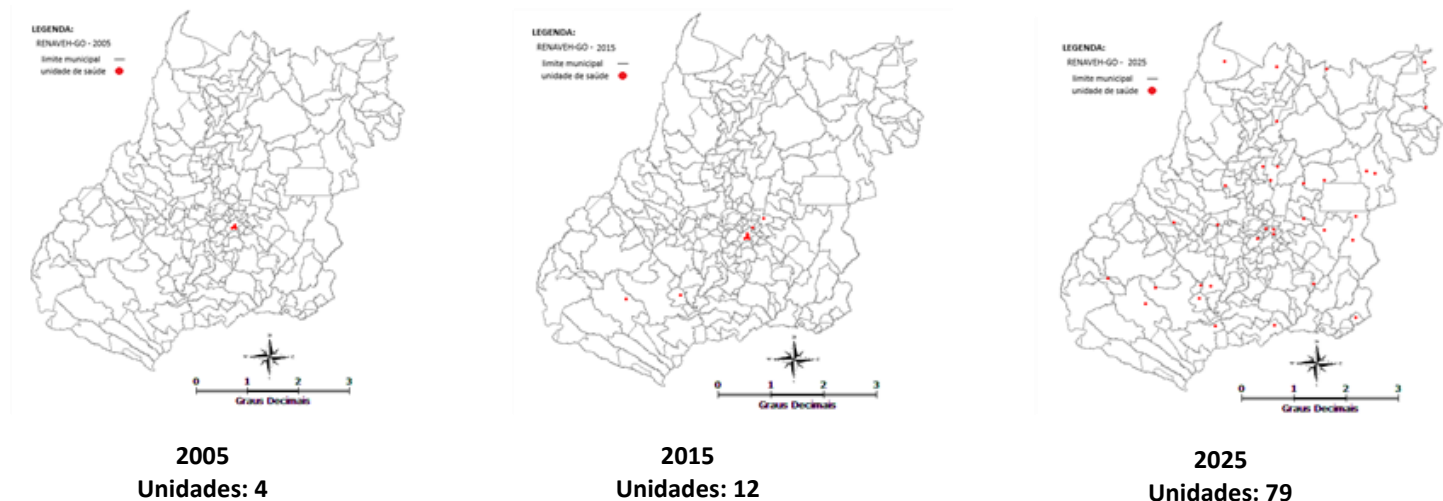 LEGENDA:
RENAVEH-GO - 2005
limite municipal
unidade de saúde
0 1 2 3
Graus Decimais
2005
Unidades: 4
LEGENDA:
RENAVEH-GO - 2015
limite municipal
unidade de saúde
0 1 2 3
Graus Decimais
2015
Unidades: 12
LEGENDA:
RENAVEH-GO - 2025
limite municipal
unidade de saúde
0 1 2 3
Graus Decimais
2025
Unidades: 79